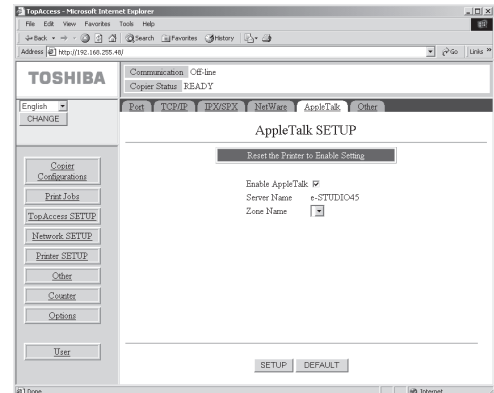 TopAccess - Microsoft Internet Explorer
File Edit View Favorites Tools Help
Back Search Favorites History
Address http://192.168.255.48/ Go Links »
TOSHIBA
Communication Off-line
Copier Status READY
English
CHANGE
Port TCP/IP IPX/SPX NetWare AppleTalk Other
AppleTalk SETUP
Reset the Printer to Enable Setting
Enable AppleTalk
Server Name e-STUDIO45
Zone Name
Copier Configurations
Print Jobs
TopAccess SETUP
Network SETUP
Printer SETUP
Other
Counter
Options
User
SETUP DEFAULT
Done Internet